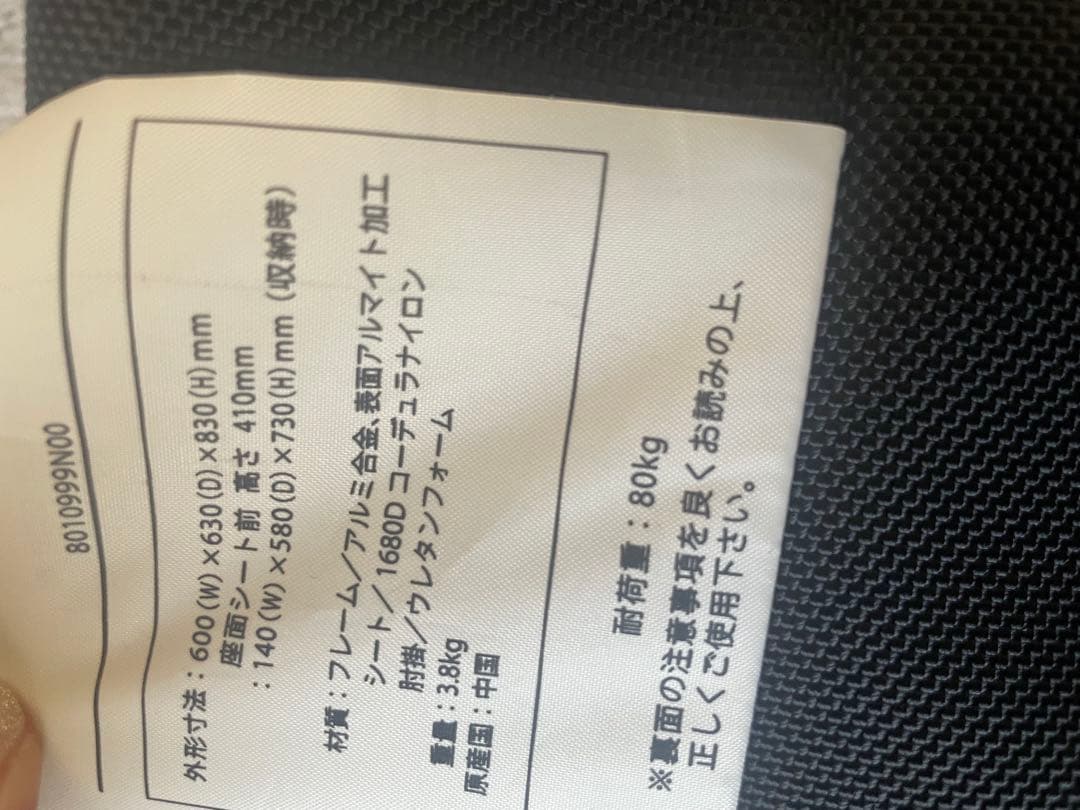 8010999N00
外形寸法：600(W)×630(D)×830(H)mm
座面シート前 高さ 410mm
：140(W)×580(D)×730(H)mm（収納時）
材質：フレーム／アルミ合金、表面アルマイト加工
シート／1680Dコーデュラナイロン
肘掛／ウレタンフォーム
重量：3.8kg
原産国：中国
耐荷重：80kg
※裏面の注意事項を良くお読みの上、
正しくご使用下さい。